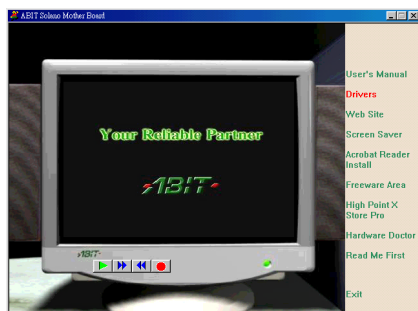 ABIT Solano Mother Board
User's Manual
Drivers
Web Site
Screen Saver
Acrobat Reader
Install
Freeware Area
High Point X
Store Pro
Hardware Doctor
Read Me First
Exit
Your Reliable Partner
ABIT
ABIT